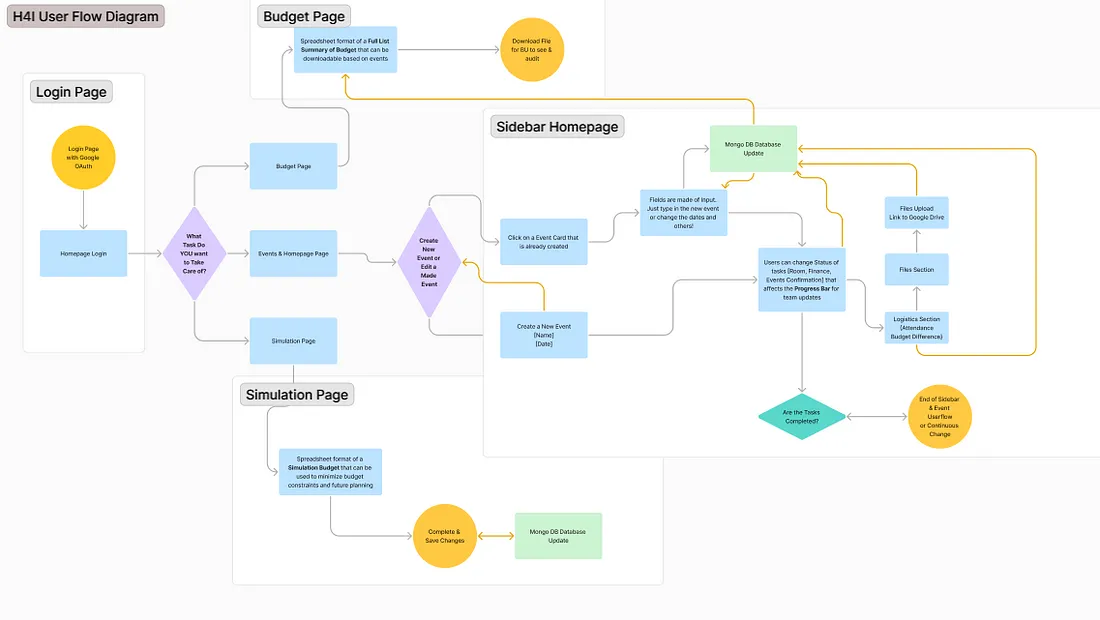 H4I User Flow Diagram
Budget Page
Spreadsheet format of a Full List
Summary of Budget that can be
downloadable based on events
Download File
for BU to see &
audit
Login Page
Login Page
with Google
OAuth
Homepage Login
What
Task Do
YOU want
to Take
Care of?
Budget Page
Events & Homepage Page
Simulation Page
Create
New
Event or
Edit a
Made
Event
Sidebar Homepage
Mongo DB Database
Update
Click on a Event Card that
is already created
Fields are made of input.
Just type in the new event
or change the dates and
others!
Create a New Event
[Name]
[Date]
Users can change Status of
tasks [Room, Finance,
Events Confirmation] that
affects the Progress Bar for
team updates
Files Upload
Link to Google Drive
Files Section
Logistics Section
[Attendance
Budget Difference]
Are the Tasks
Completed?
End of Sidebar
& Event
Userflow
or Continuous
Change
Simulation Page
Spreadsheet format of a
Simulation Budget that can be
used to minimize budget
constraints and future planning
Complete &
Save Changes
Mongo DB Database
Update